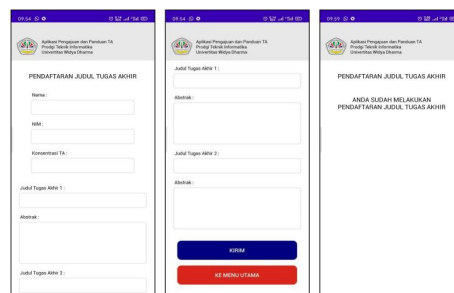 09.54
Aplikasi Pengajuan dan Panduan TA
Prodgi Teknik Informatika
Universitas Widya Dharma
PENDAFTARAN JUDUL TUGAS AKHIR
Nama :
NIM :
Konsentrasi TA :
Judul Tugas Akhir 1 :
Abstrak :
Judul Tugas Akhir 2 :
09.54
Aplikasi Pengajuan dan Panduan TA
Prodgi Teknik Informatika
Universitas Widya Dharma
Judul Tugas Akhir 1 :
Abstrak :
Judul Tugas Akhir 2 :
Abstrak :
KIRIM
KE MENU UTAMA
09.59
Aplikasi Pengajuan dan Panduan TA
Prodgi Teknik Informatika
Universitas Widya Dharma
PENDAFTARAN JUDUL TUGAS AKHIR
ANDA SUDAH MELAKUKAN
PENDAFTARAN JUDUL TUGAS AKHIR